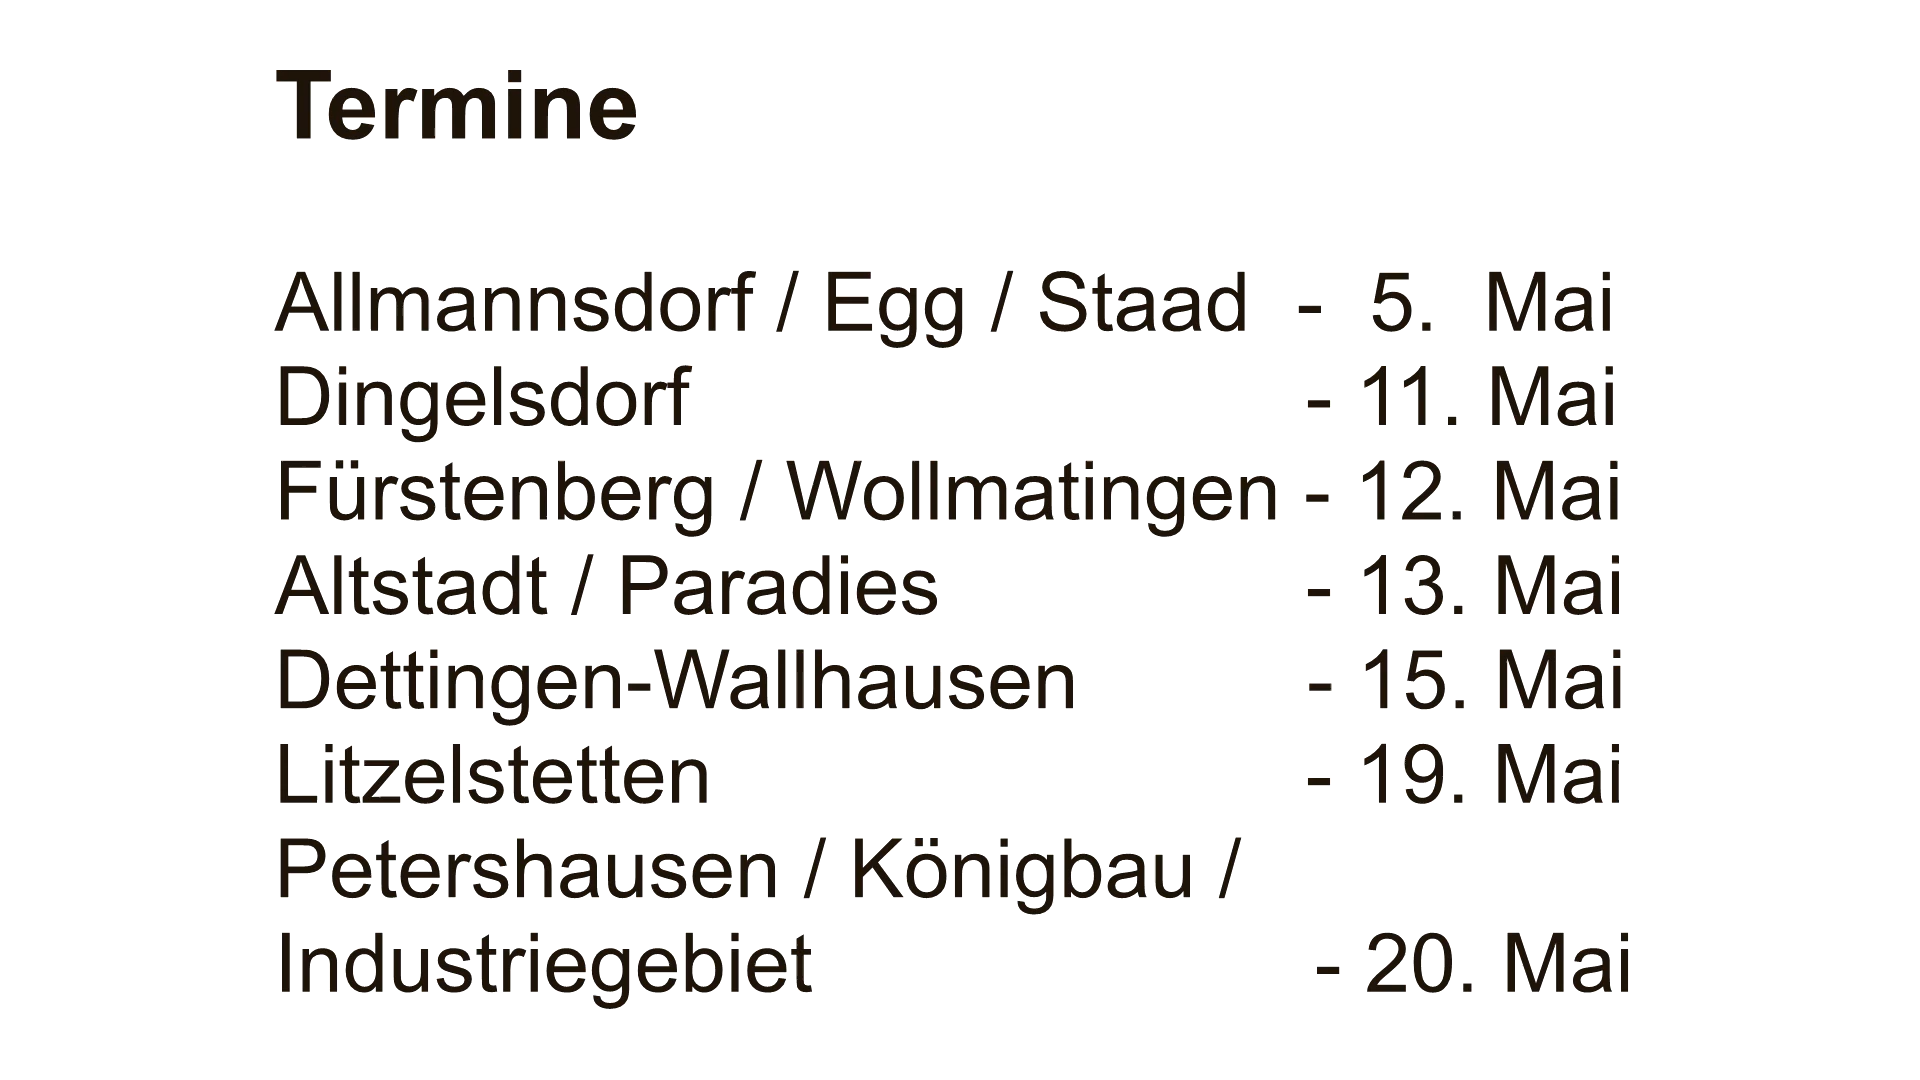 Termine
Allmannsdorf / Egg / Staad - 5. Mai
Dingelsdorf - 11. Mai
Fürstenberg / Wollmatingen - 12. Mai
Altstadt / Paradies - 13. Mai
Dettingen-Wallhausen - 15. Mai
Litzelstetten - 19. Mai
Petershausen / Königbau /
Industriegebiet - 20. Mai